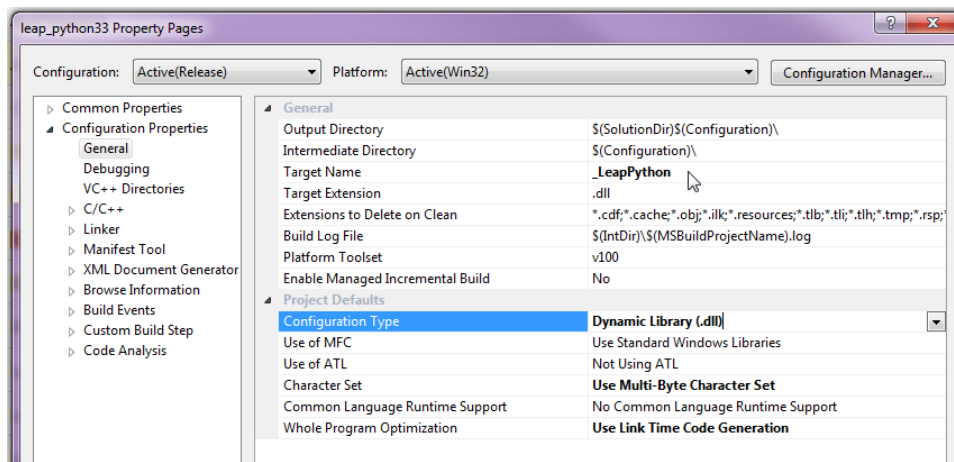 leap_python33 Property Pages
Configuration: Active(Release) Platform: Active(Win32) Configuration Manager...
Common Properties
Configuration Properties
General
Debugging
VC++ Directories
C/C++
Linker
Manifest Tool
XML Document Generator
Browse Information
Build Events
Custom Build Step
Code Analysis
General
Output Directory $(SolutionDir)$(Configuration)\
Intermediate Directory $(Configuration)\
Target Name _LeapPython
Target Extension .dll
Extensions to Delete on Clean *.cdf;*.cache;*.obj;*.ilk;*.resources;*.tlb;*.tli;*.tlh;*.tmp;*.rsp;*
Build Log File $(IntDir)\$(MSBuildProjectName).log
Platform Toolset v100
Enable Managed Incremental Build No
Project Defaults
Configuration Type Dynamic Library (.dll)
Use of MFC Use Standard Windows Libraries
Use of ATL Not Using ATL
Character Set Use Multi-Byte Character Set
Common Language Runtime Support No Common Language Runtime Support
Whole Program Optimization Use Link Time Code Generation